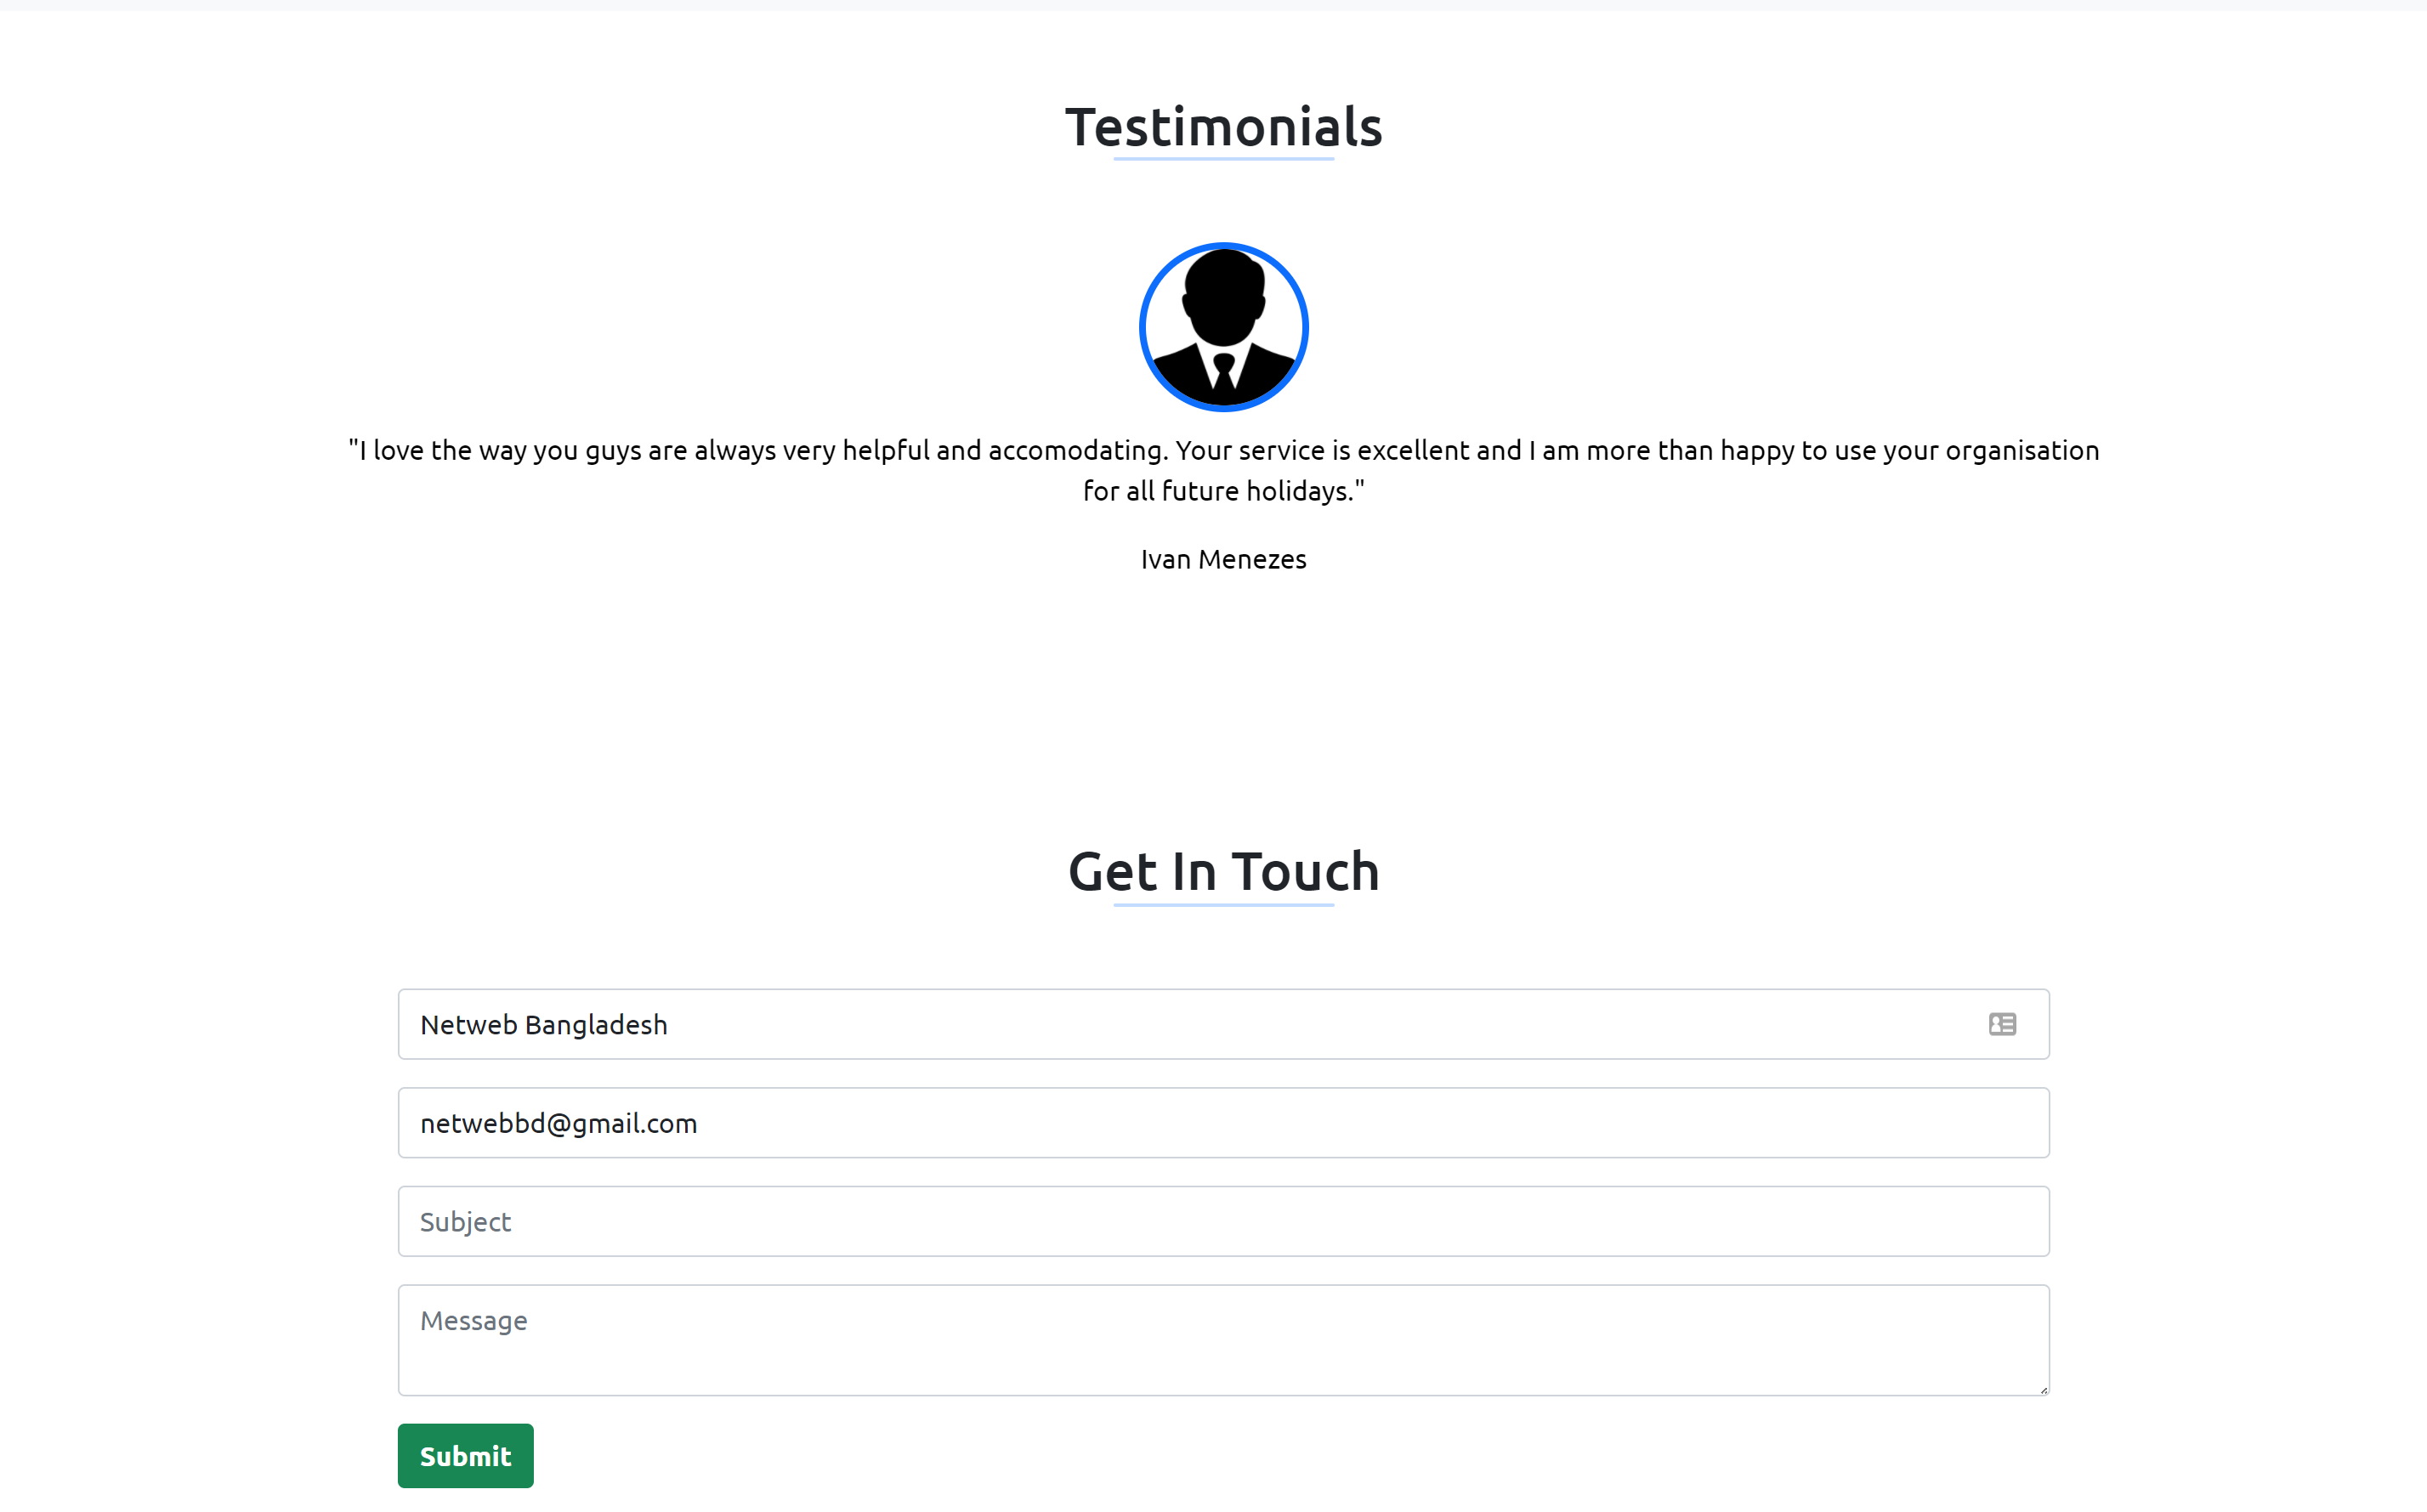 Testimonials
"I love the way you guys are always very helpful and accomodating. Your service is excellent and I am more than happy to use your organisation
for all future holidays."
Ivan Menezes
Get In Touch
Netweb Bangladesh
netwebbd@gmail.com
Subject
Message
Submit